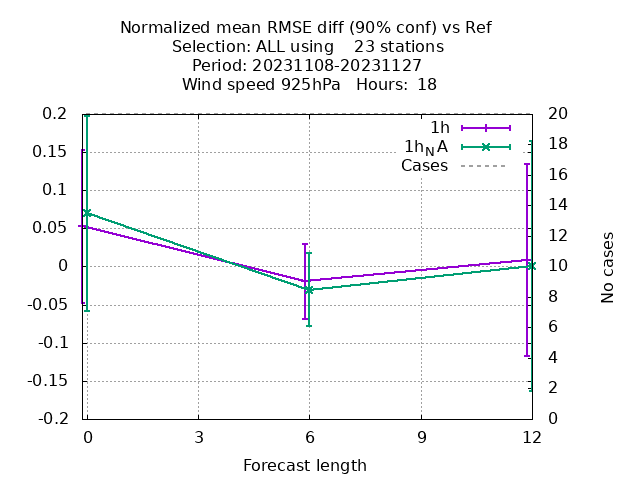 Normalized mean RMSE diff (90% conf) vs Ref
Selection: ALL using    23 stations
Period: 20231108-20231127
Wind speed 925hPa   Hours:  18
0.2
0.15
0.1
0.05
0
-0.05
-0.1
-0.15
-0.2
1h
1h_NA
Cases
20
18
16
14
12
10
8
6
4
2
0
No cases
0 3 6 9 12
Forecast length